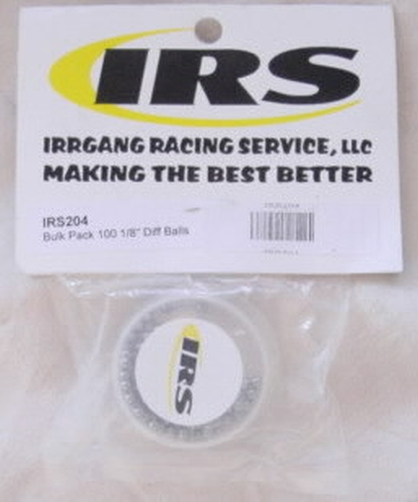 IRS
IRRGANG RACING SERVICE, LLC
MAKING THE BEST BETTER
IRS204
Bulk Pack 100 1/8" Diff Balls
IRS